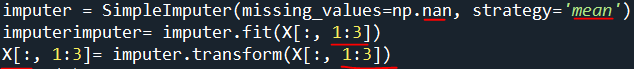 imputer = SimpleImputer(missing_values=np.nan, strategy='mean')
imputerimputer= imputer.fit(X[:, 1:3])
X[:, 1:3]= imputer.transform(X[:, 1:3])